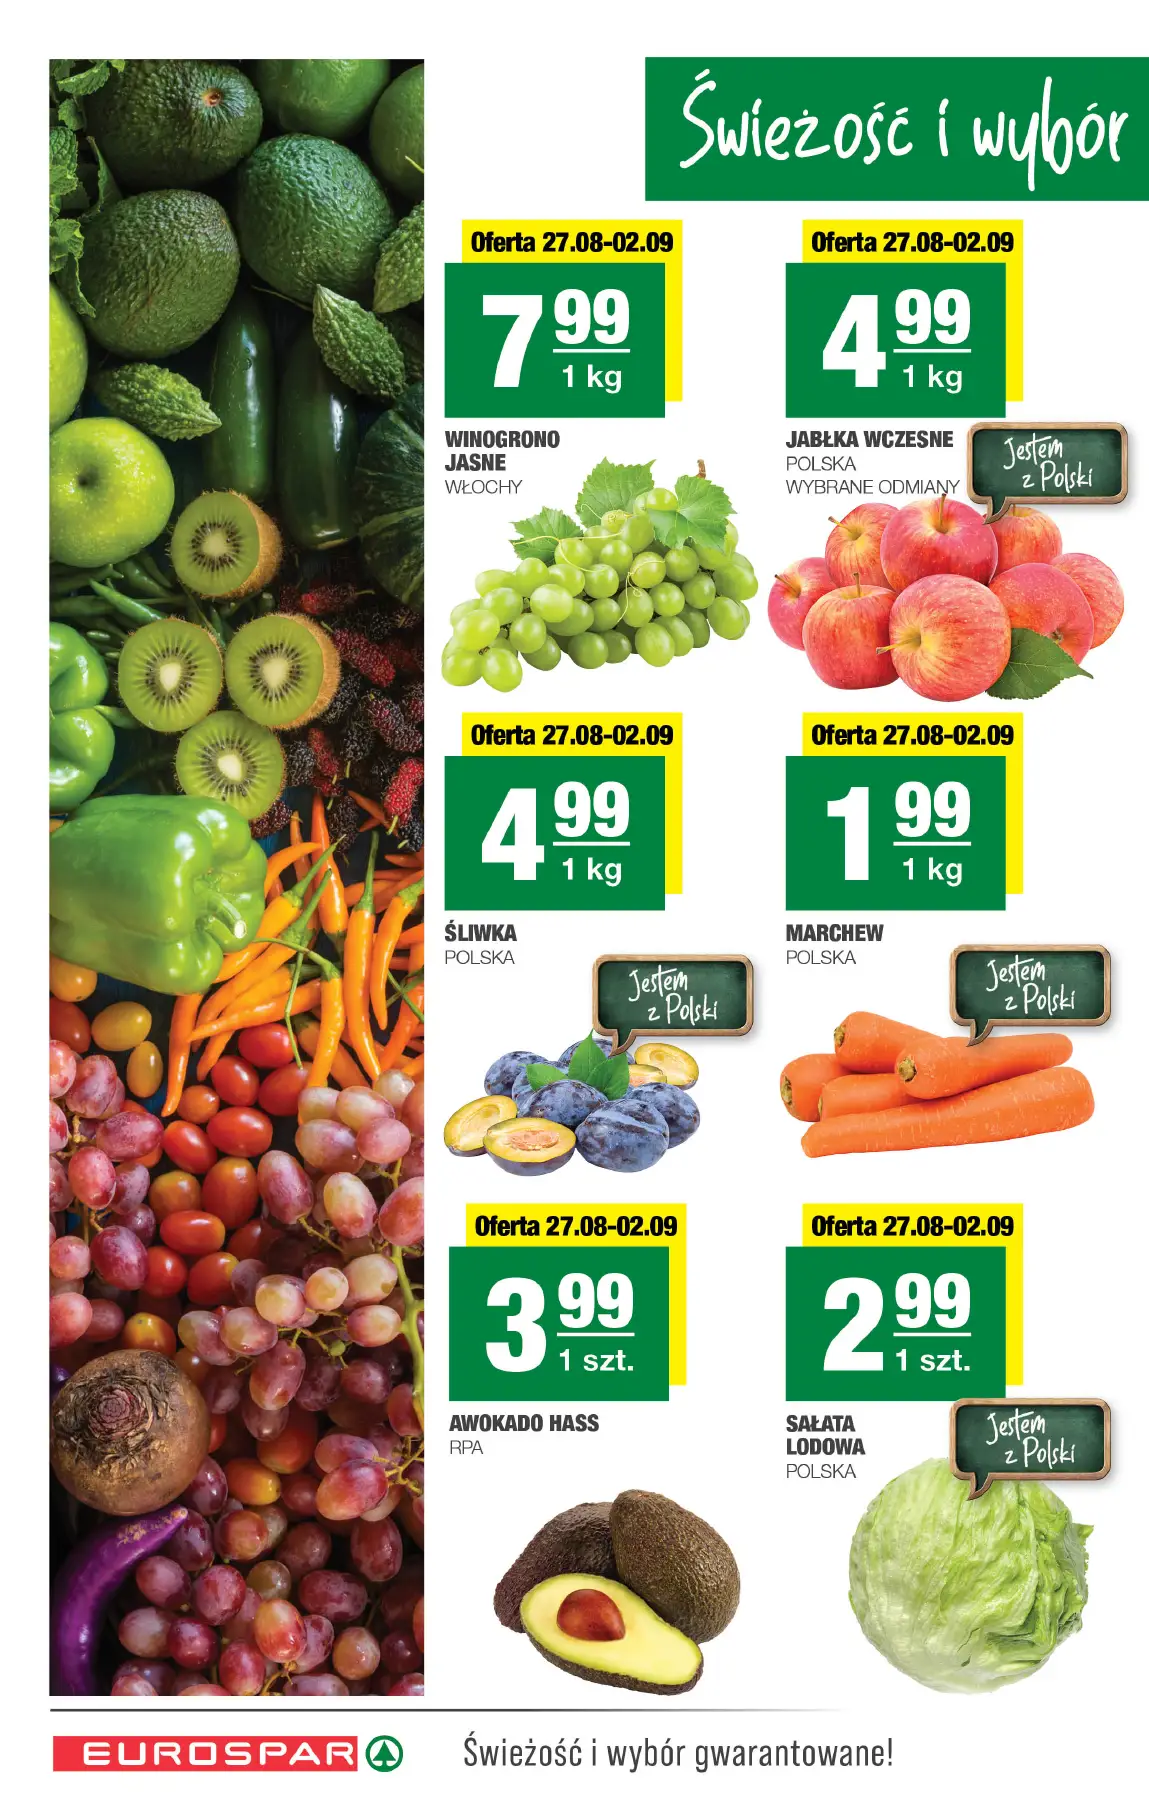 Świeżość i wybór
Oferta 27.08-02.09
7 99
1 kg
WINOGRONO
JASNE
WŁOCHY
Oferta 27.08-02.09
4 99
1 kg
JABŁKA WCZESNE
POLSKA
WYBRANE ODMIANY
Jestem
z Polski
Oferta 27.08-02.09
4 99
1 kg
ŚLIWKA
POLSKA
Jestem
z Polski
Oferta 27.08-02.09
1 99
1 kg
MARCHEW
POLSKA
Jestem
z Polski
Oferta 27.08-02.09
3 99
1 szt.
AWOKADO HASS
RPA
Oferta 27.08-02.09
2 99
1 szt.
SAŁATA
LODOWA
POLSKA
Jestem
z Polski
EUROSPAR
Świeżość i wybór gwarantowane!